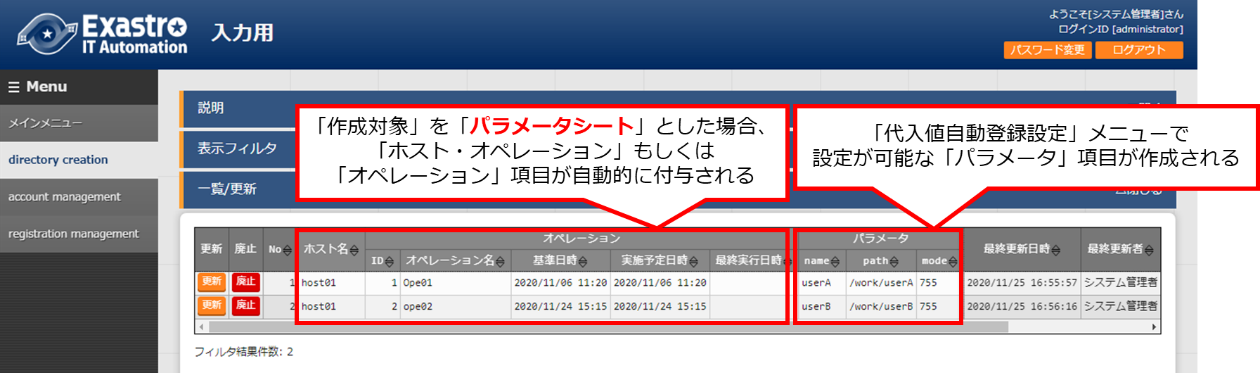 Exastro
IT Automation
入力用
ようこそ[システム管理者]さん
ログインID [administrator]
パスワード変更
ログアウト
Menu
メインメニュー
directory creation
account management
registration management
説明
表示フィルタ
一覧/更新
「作成対象」を「パラメータシート」とした場合、
「ホスト・オペレーション」もしくは
「オペレーション」項目が自動的に付与される
「代入値自動登録設定」メニューで
設定が可能な「パラメータ」項目が作成される
更新 廃止 No ホスト名 オペレーション パラメータ 最終更新日時 最終更新者
ID オペレーション名 基準日時 実施予定日時 最終実行日時 name path mode
更新 廃止 1 host01 1 Ope01 2020/11/06 11:20 2020/11/06 11:20 userA /work/userA 755 2020/11/25 16:55:57 システム管理者
更新 廃止 2 host01 2 ope02 2020/11/24 15:15 2020/11/24 15:15 userB /work/userB 755 2020/11/25 16:56:16 システム管理者
フィルタ結果件数: 2